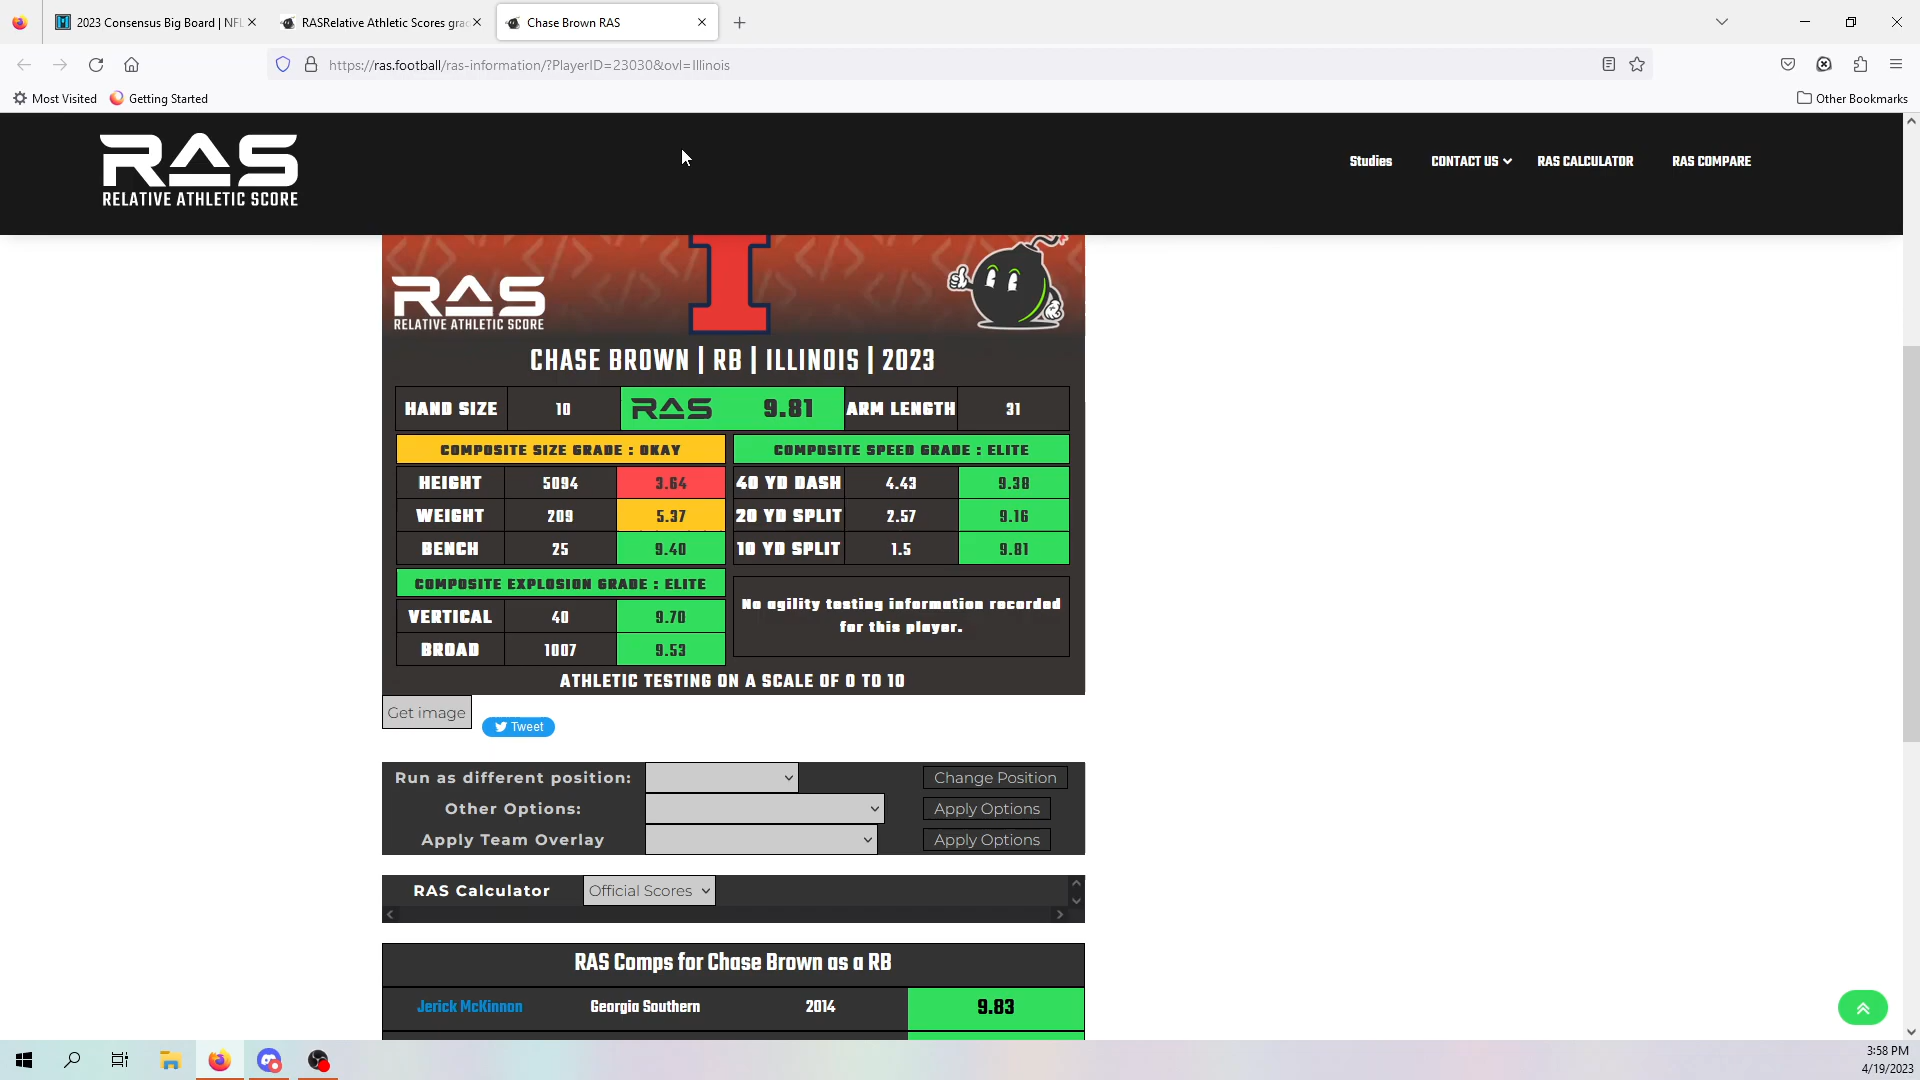 2023 Consensus Big Board | NFL
RASRelative Athletic Scores grad
Chase Brown RAS
https://ras.football/ras-information/?PlayerID=23030&ovl=Illinois
Most Visited
Getting Started
Other Bookmarks
RAS
RELATIVE ATHLETIC SCORE
Studies
CONTACT US
RAS CALCULATOR
RAS COMPARE
RAS
RELATIVE ATHLETIC SCORE
CHASE BROWN | RB | ILLINOIS | 2023
HAND SIZE 10 RAS 9.81 ARM LENGTH 31
COMPOSITE SIZE GRADE : OKAY
COMPOSITE SPEED GRADE : ELITE
HEIGHT 5094 3.64
40 YD DASH 4.43 9.38
WEIGHT 209 5.37
20 YD SPLIT 2.57 9.16
BENCH 25 9.40
10 YD SPLIT 1.5 9.81
COMPOSITE EXPLOSION GRADE : ELITE
VERTICAL 40 9.70
BROAD 1007 9.53
No agility testing information recorded
for this player.
ATHLETIC TESTING ON A SCALE OF 0 TO 10
Get image
Tweet
Run as different position:
Change Position
Other Options:
Apply Options
Apply Team Overlay
Apply Options
RAS Calculator
Official Scores
RAS Comps for Chase Brown as a RB
Jerick McKinnon Georgia Southern 2014 9.83
3:58 PM
4/19/2023